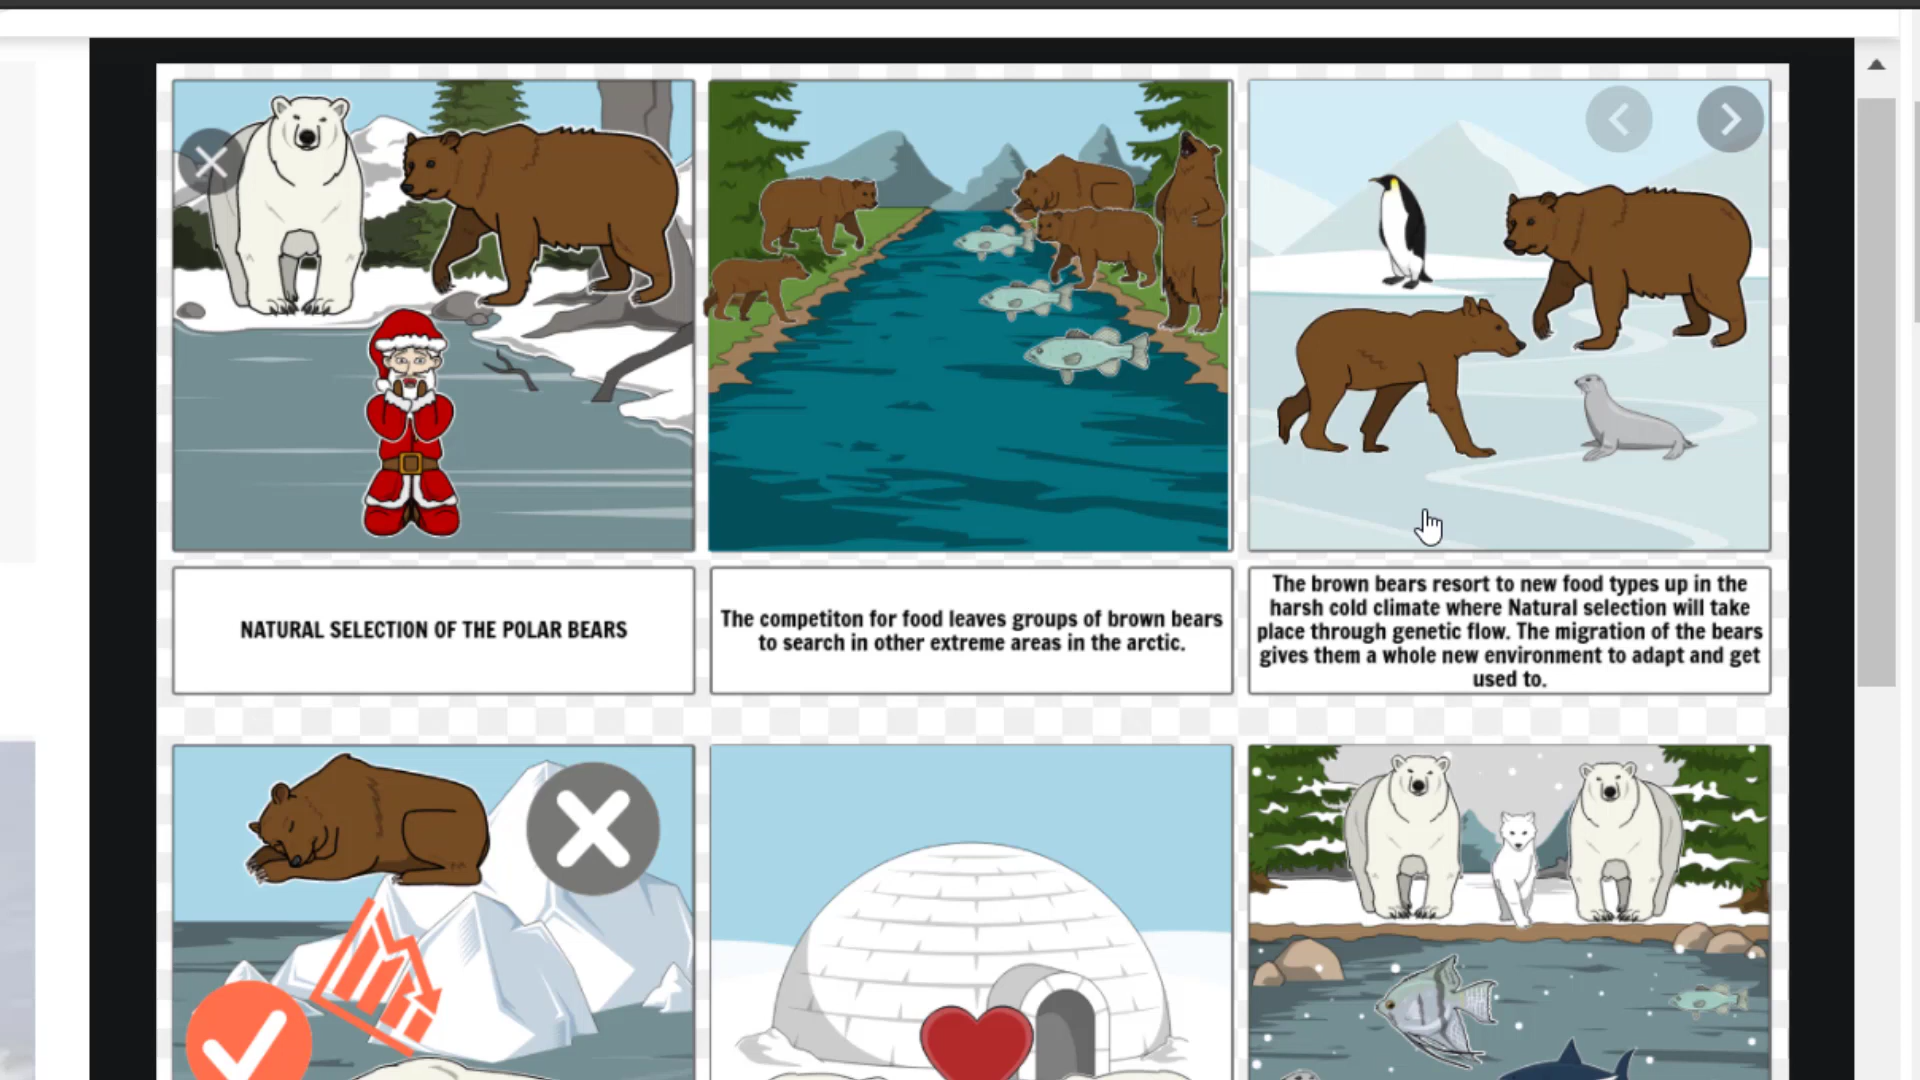 NATURAL SELECTION OF THE POLAR BEARS
The competiton for food leaves groups of brown bears
to search in other extreme areas in the arctic.
The brown bears resort to new food types up in the
harsh cold climate where Natural selection will take
place through genetic flow. The migration of the bears
gives them a whole new environment to adapt and get
used to.